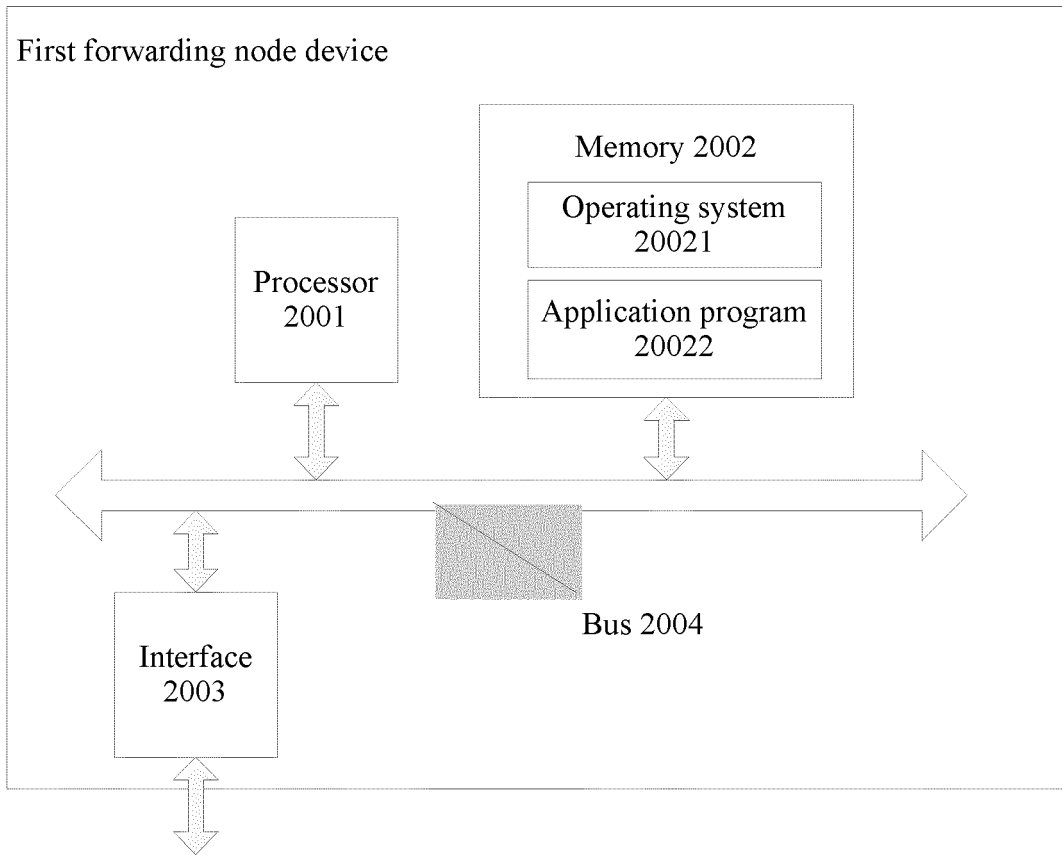 First forwarding node device
Memory 2002
Operating system
20021
Processor
2001
Application program
20022
Bus 2004
Interface
2003